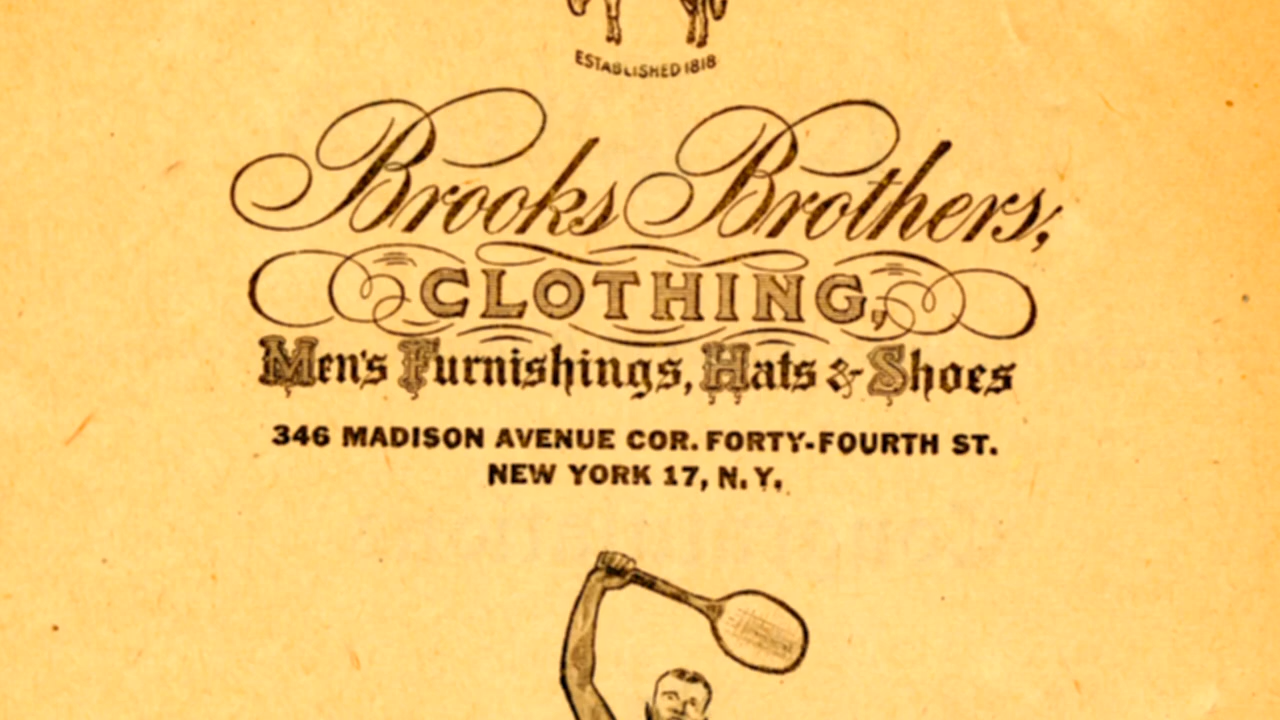 ESTABLISHED 1818
Brooks Brothers,
CLOTHING,
Men's Furnishings, Hats & Shoes
346 MADISON AVENUE COR. FORTY-FOURTH ST.
NEW YORK 17, N. Y.